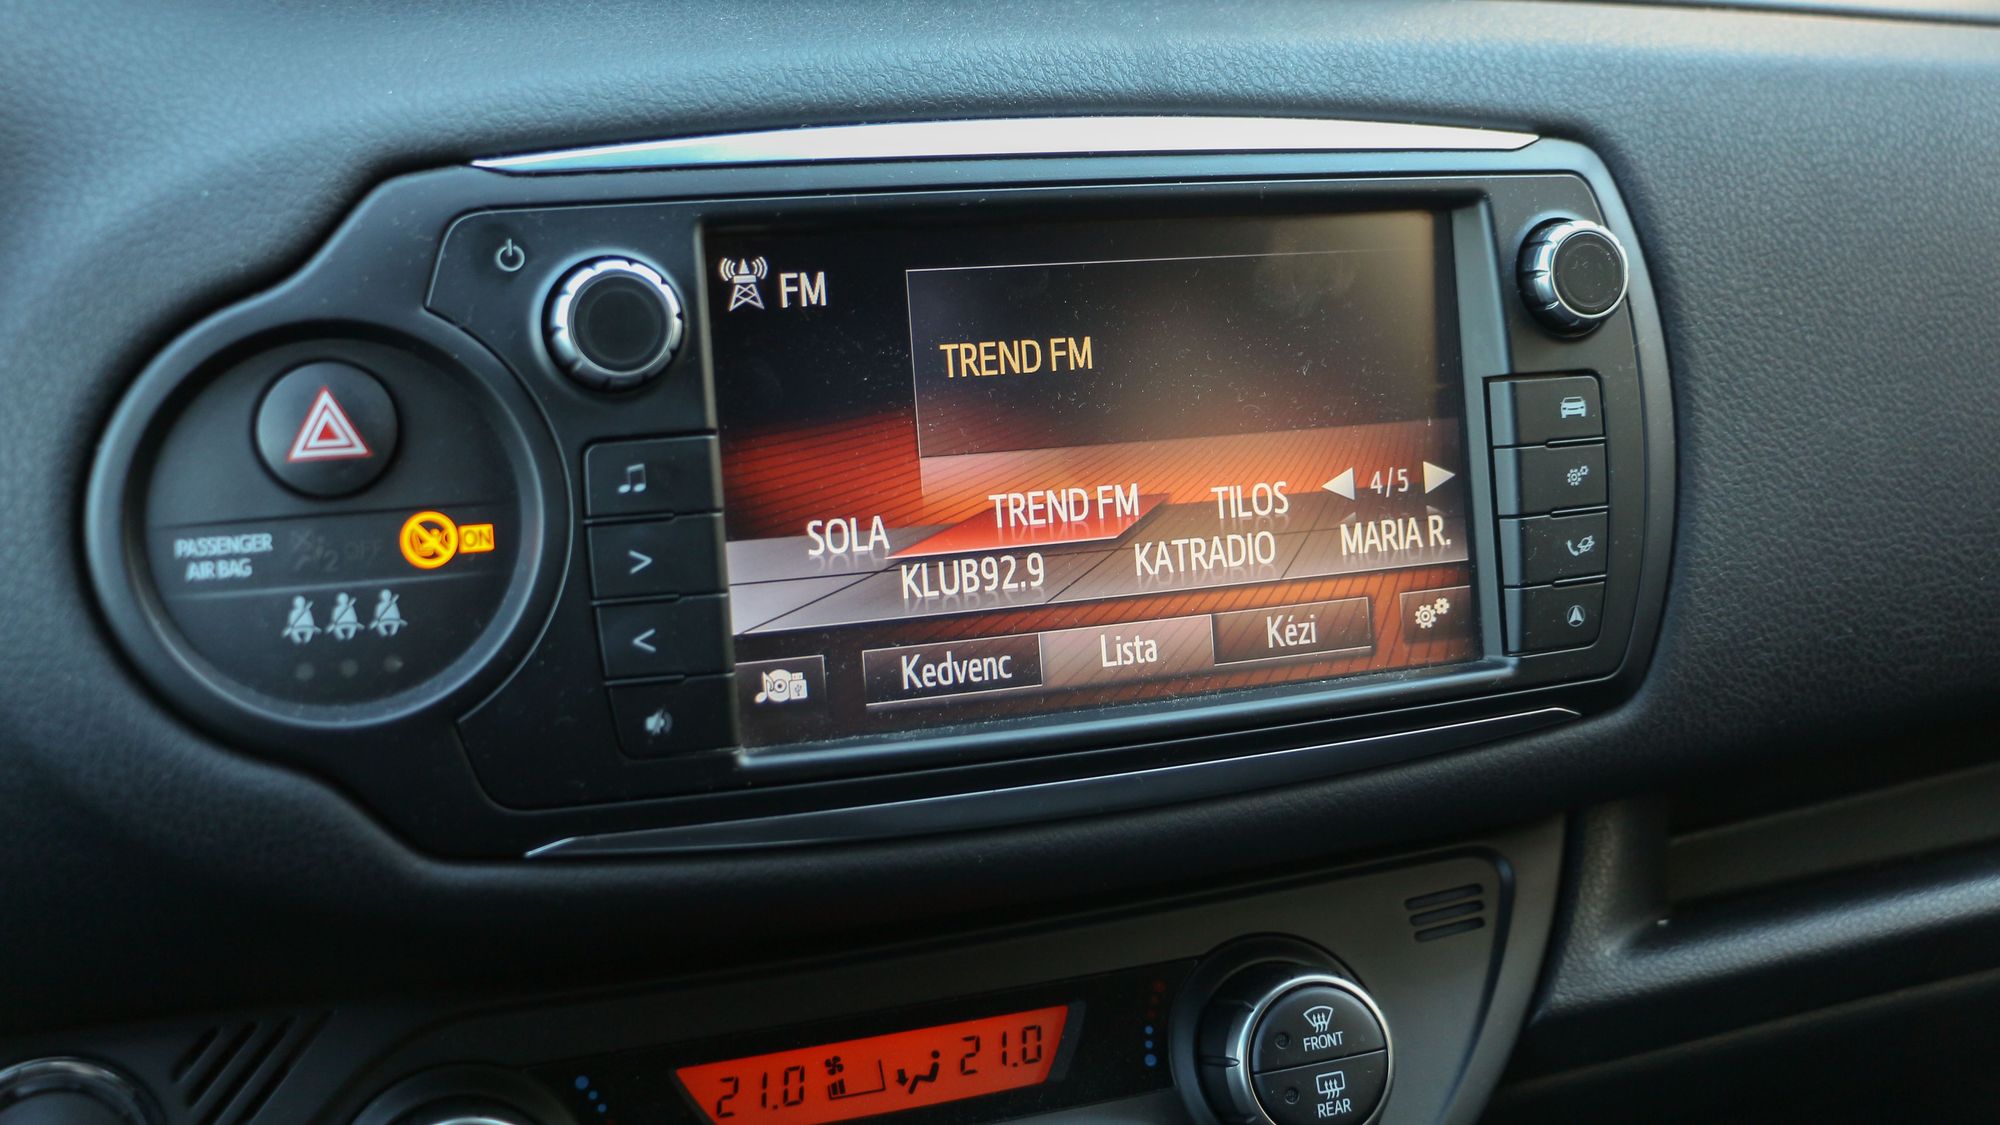 FM
TREND FM
4/5
SOLA TREND FM TILOS
KLUB92.9 KATRADIO MARIA R.
Kedvenc Lista Kézi
PASSENGER
AIR BAG
OFF
ON
21.0 21.0
FRONT
REAR